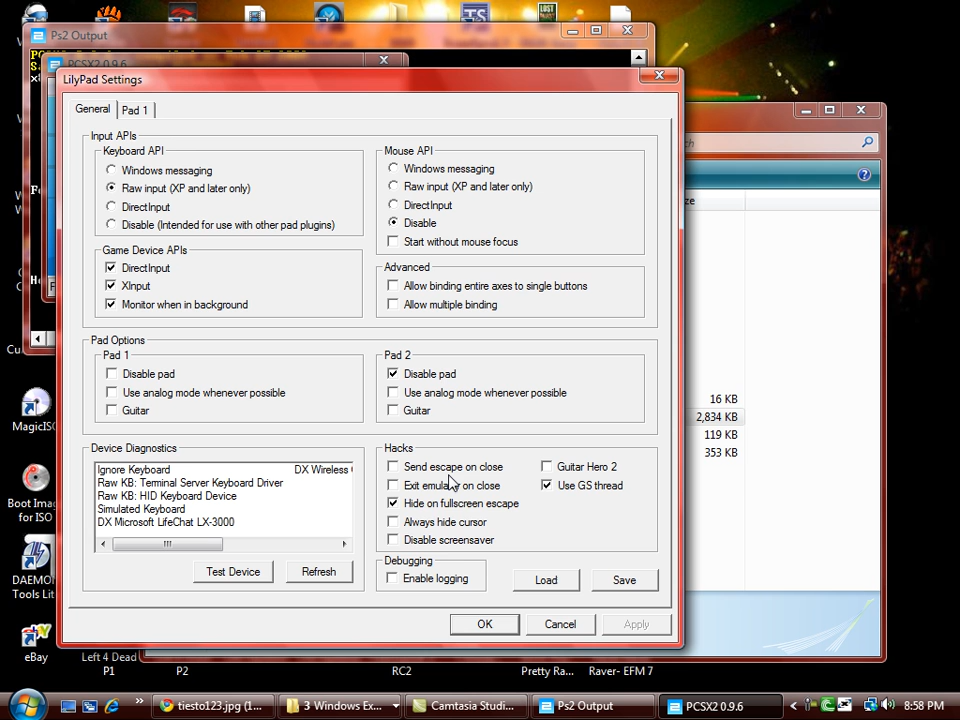 TS
LOST
Ps2 Output
PCSX2 0.9.6
LilyPad Settings
General
Pad 1
Input APIs
Keyboard API
Windows messaging
Raw input (XP and later only)
DirectInput
Disable (Intended for use with other pad plugins)
Mouse API
Windows messaging
Raw input (XP and later only)
DirectInput
Disable
Start without mouse focus
Game Device APIs
DirectInput
XInput
Monitor when in background
Advanced
Allow binding entire axes to single buttons
Allow multiple binding
Pad Options
Pad 1
Disable pad
Use analog mode whenever possible
Guitar
Pad 2
Disable pad
Use analog mode whenever possible
Guitar
Device Diagnostics
Ignore Keyboard DX Wireless
Raw KB: Terminal Server Keyboard Driver
Raw KB: HID Keyboard Device
Simulated Keyboard
DX Microsoft LifeChat LX-3000
Test Device
Refresh
Hacks
Send escape on close
Guitar Hero 2
Exit emulator on close
Use GS thread
Hide on fullscreen escape
Always hide cursor
Disable screensaver
Debugging
Enable logging
Load
Save
OK
Cancel
Apply
16 KB
2,834 KB
119 KB
353 KB
MagicISO
Boot Imag
for ISO
DAEMON
Tools Lit
eBay
Left 4 Dead
P1
P2
RC2
Pretty Ra...
Raver- EFM 7
tiesto123.jpg (1...
3 Windows Ex...
Camtasia Studi...
Ps2 Output
PCSX2 0.9.6
8:58 PM